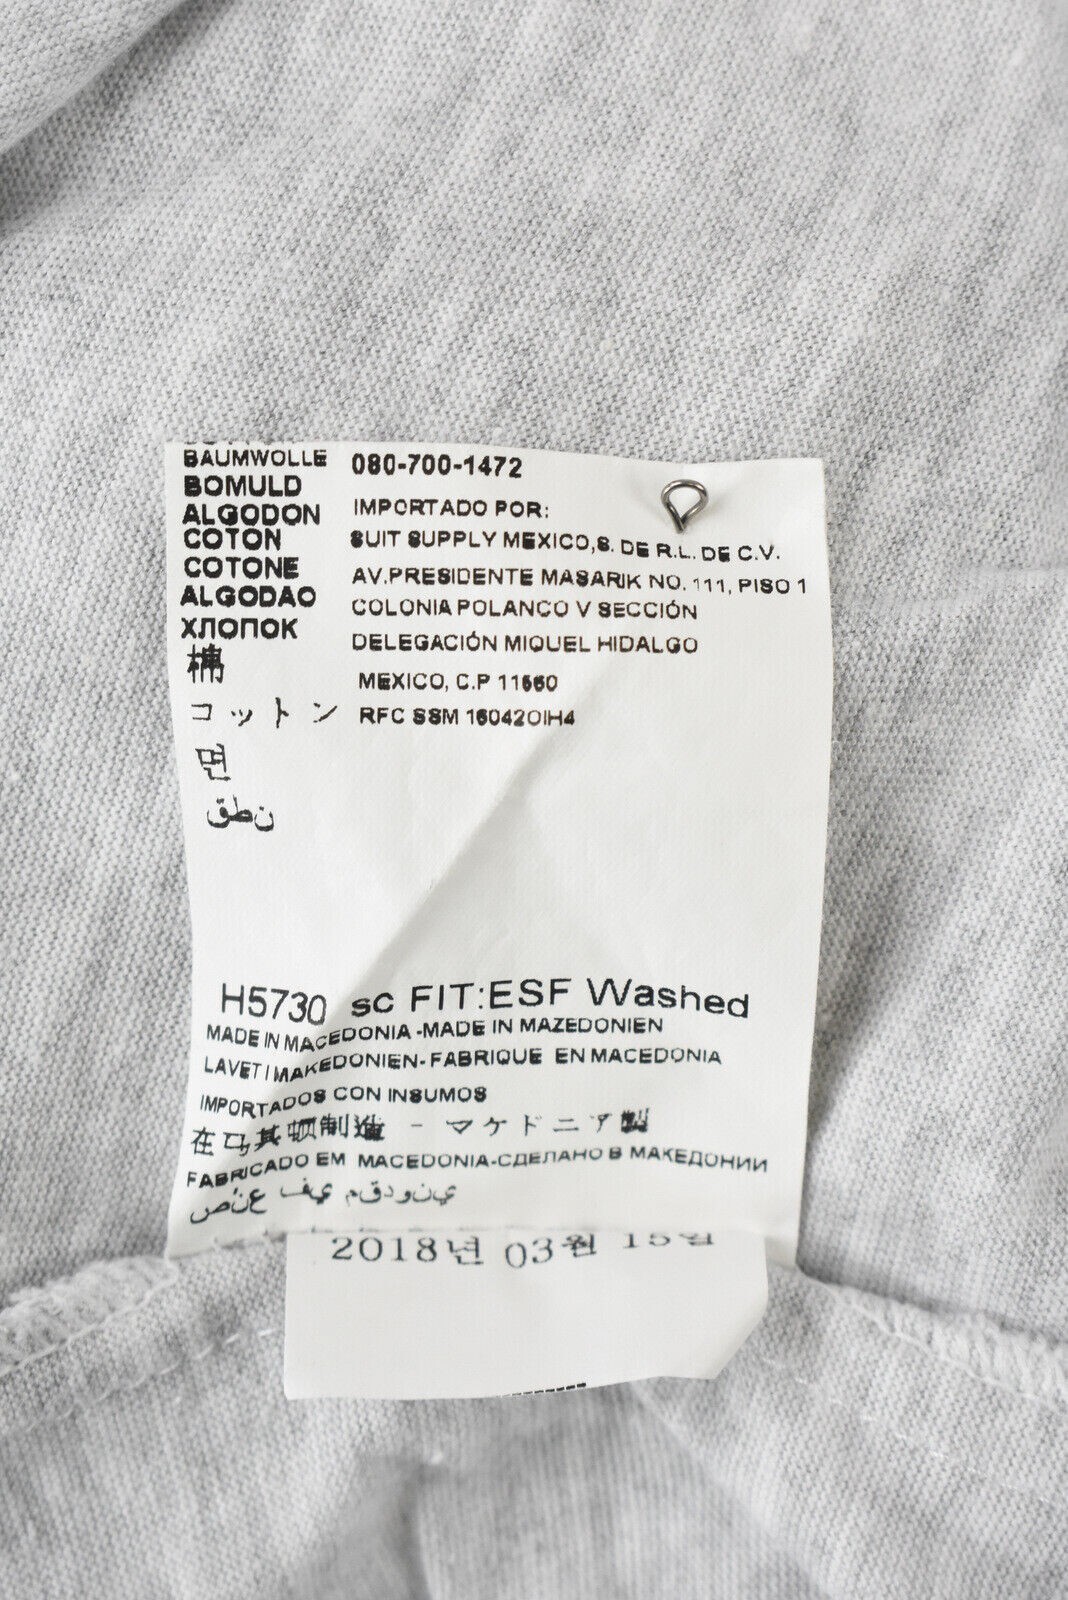 BAUMWOLLE
BOMULD
ALGODON
COTON
COTONE
ALGODAO
ХЛОПОК
棉
コットン
면
قطن
080-700-1472
IMPORTADO POR:
SUIT SUPPLY MEXICO,S. DE R.L. DE C.V.
AV.PRESIDENTE MASARIK NO. 111, PISO 1
COLONIA POLANCO V SECCIÓN
DELEGACIÓN MIQUEL HIDALGO
MEXICO, C.P 11560
RFC SSM 160420IH4
H5730 sc FIT:ESF Washed
MADE IN MACEDONIA-MADE IN MAZEDONIEN
LAVET I MAKEDONIEN-FABRIQUE EN MACEDONIA
IMPORTADOS CON INSUMOS
在马其顿制造 - マケドニア製
FABRICADO EM MACEDONIA-СДЕЛАНО В МАКЕДОНИИ
2018년 03월 15일